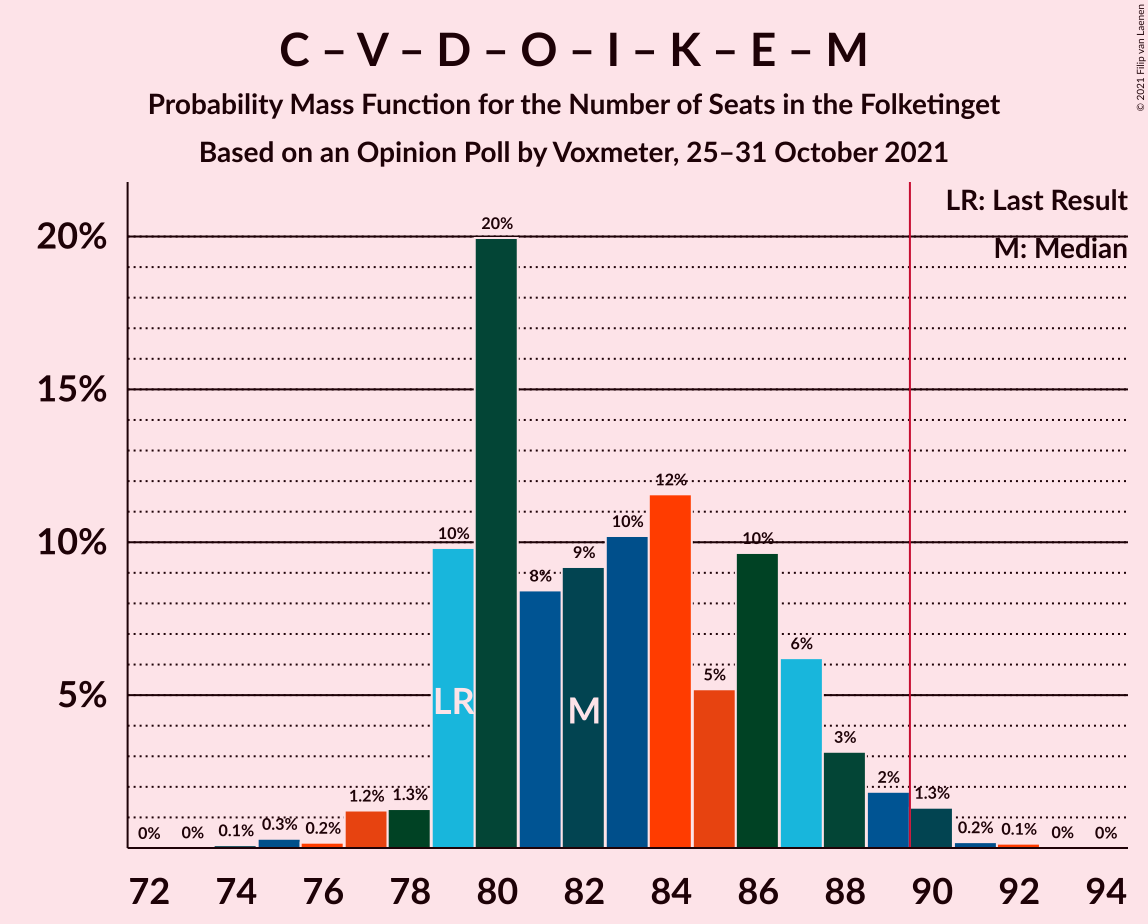 C – V – D – O – I – K – E – M
Probability Mass Function for the Number of Seats in the Folketinget
Based on an Opinion Poll by Voxmeter, 25–31 October 2021
© 2021 Filip van Laenen
LR: Last Result
M: Median
20%
15%
10%
5%
0% 0% 0.1% 0.3% 0.2% 1.2% 1.3% 10% 20% 8% 9% 10% 12% 5% 10% 6% 3% 2% 1.3% 0.2% 0.1% 0% 0%
LR M
72 74 76 78 80 82 84 86 88 90 92 94